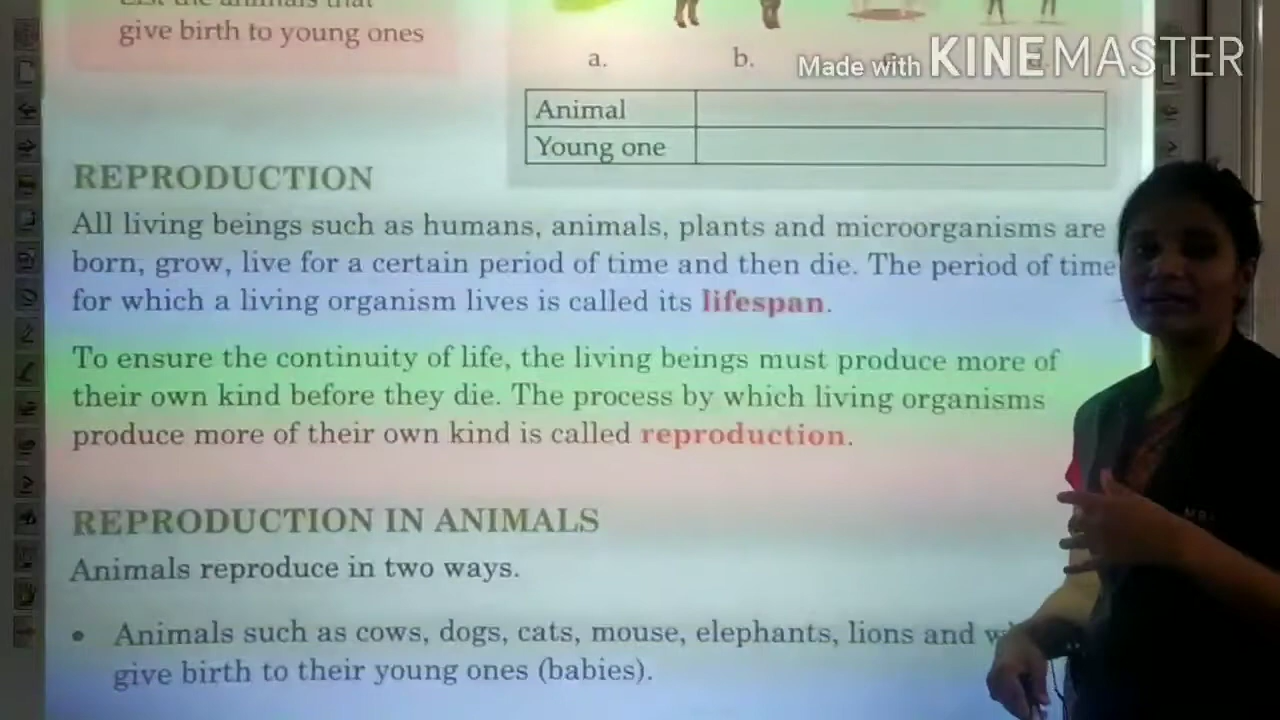 give birth to young ones
a.
b.
Made with KINEMASTER
Animal
Young one
REPRODUCTION
All living beings such as humans, animals, plants and microorganisms are
born, grow, live for a certain period of time and then die. The period of time
for which a living organism lives is called its lifespan.
To ensure the continuity of life, the living beings must produce more of
their own kind before they die. The process by which living organisms
produce more of their own kind is called reproduction.
REPRODUCTION IN ANIMALS
Animals reproduce in two ways.
• Animals such as cows, dogs, cats, mouse, elephants, lions and
give birth to their young ones (babies).